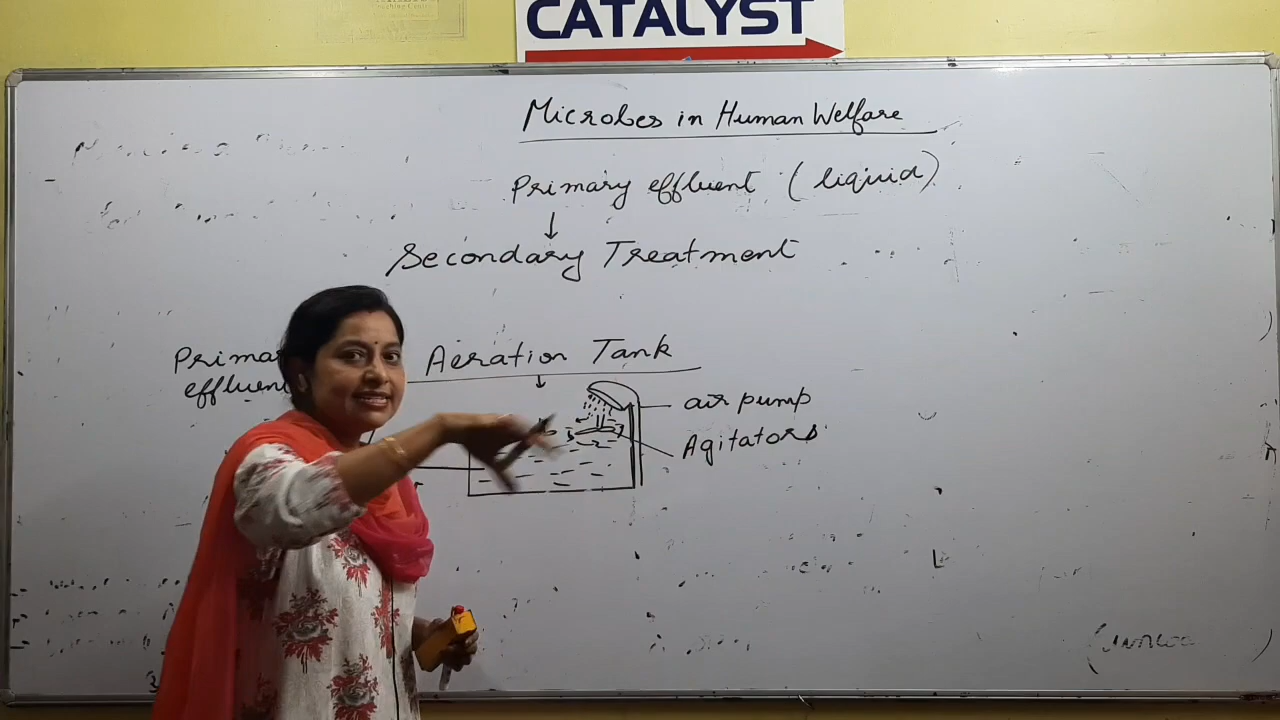 CATALYST
Microbes in Human Welfare
Primary effluent (liquid)
↓
Secondary Treatment
Aeration Tank
air pump
Agitators